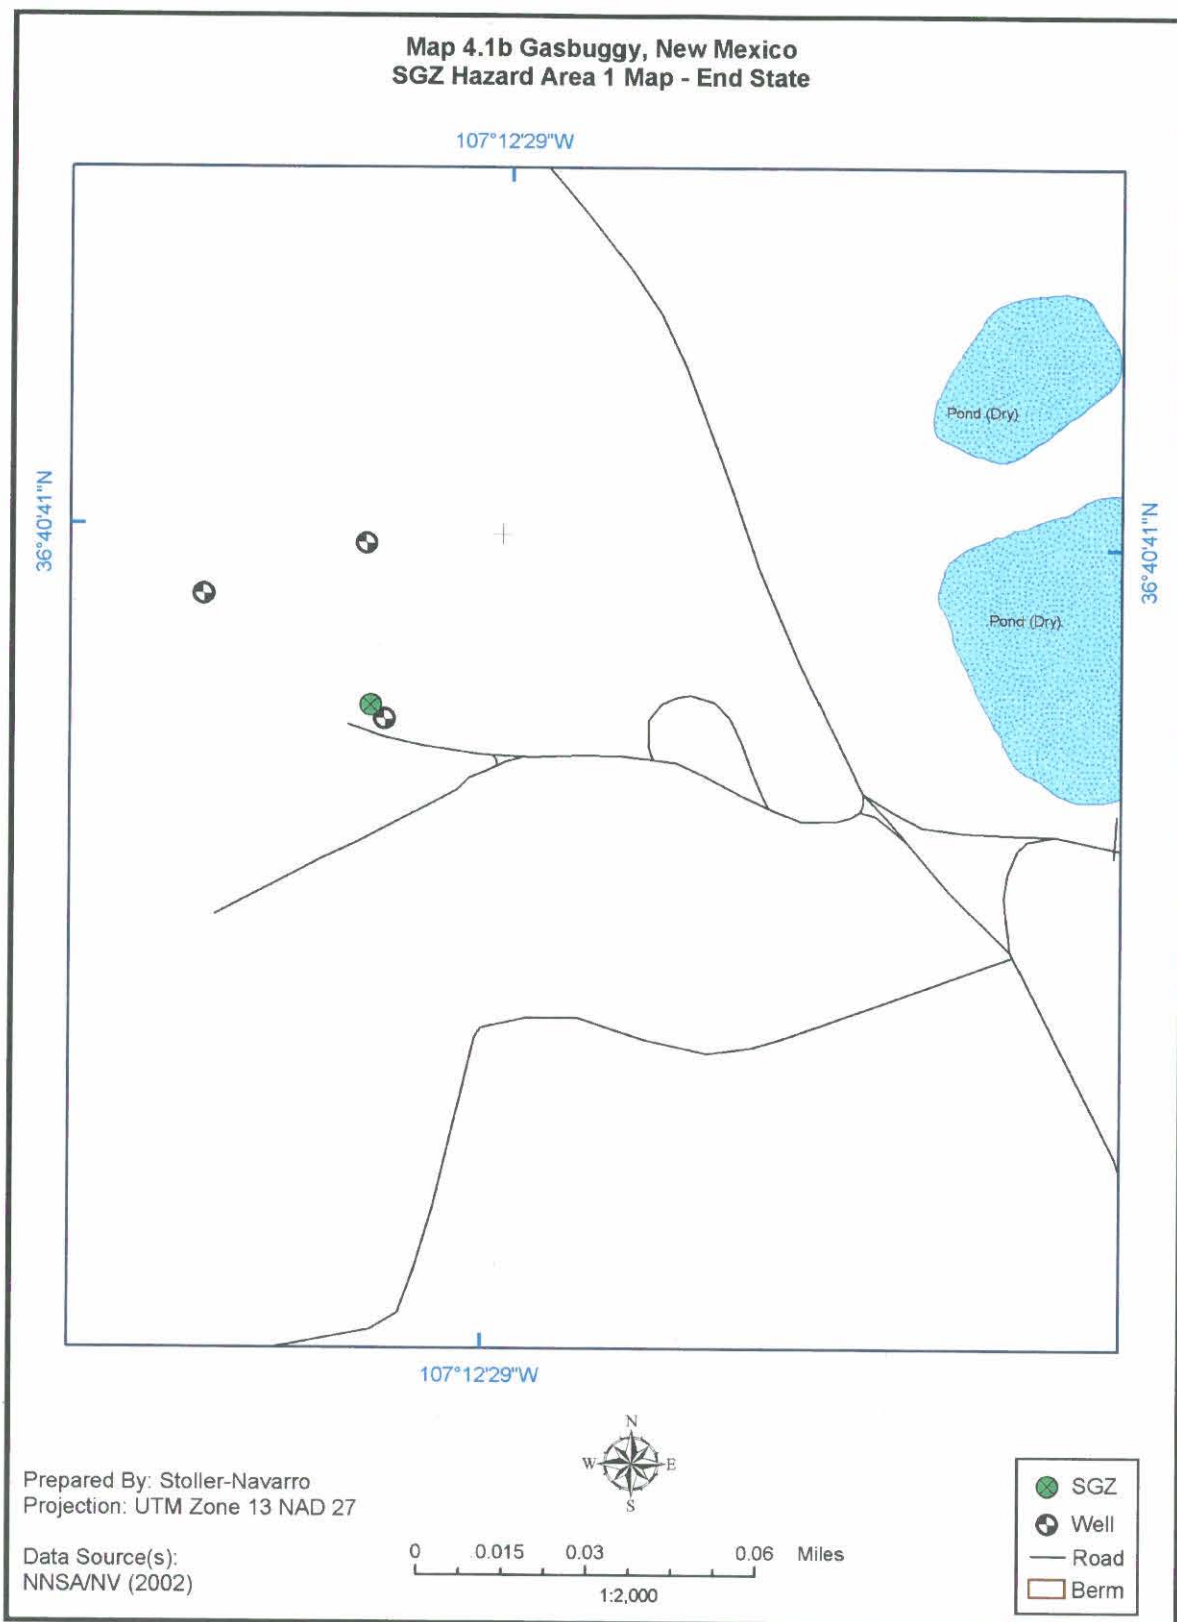 Map 4.1b Gasbuggy, New Mexico
SGZ Hazard Area 1 Map - End State
107°12'29"W
Pond (Dry)
36°40'41"N
36°40'41"N
Pond (Dry)
107°12'29"W
N
W E
S
Prepared By: Stoller-Navarro
Projection: UTM Zone 13 NAD 27
Data Source(s):
NNSA/NV (2002)
0 0.015 0.03 0.06 Miles
1:2,000
SGZ
Well
Road
Berm